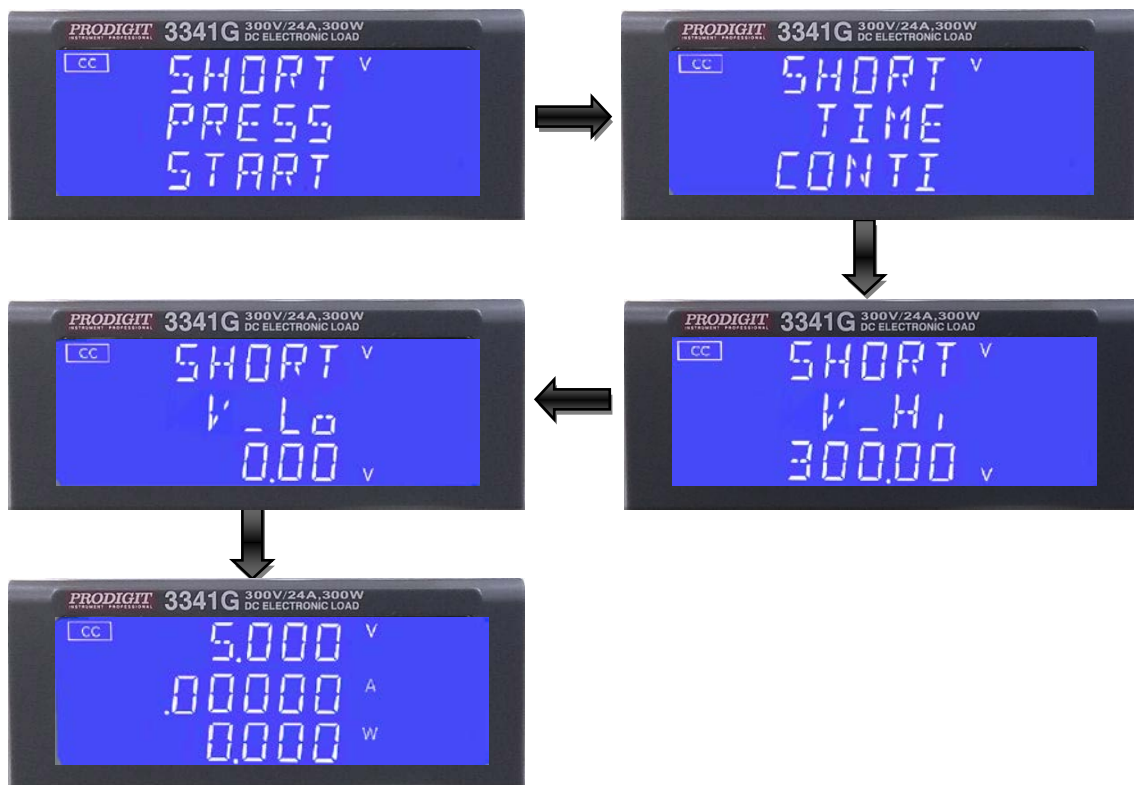 PRODIGIT 3341G 300V/24A,300W
INSTRUMENT PROFESSIONAL DC ELECTRONIC LOAD
CC SHORT V
PRESS
START
PRODIGIT 3341G 300V/24A,300W
INSTRUMENT PROFESSIONAL DC ELECTRONIC LOAD
CC SHORT V
TIME
CONTI
PRODIGIT 3341G 300V/24A,300W
INSTRUMENT PROFESSIONAL DC ELECTRONIC LOAD
CC SHORT V
V_Hi
300.00 V
PRODIGIT 3341G 300V/24A,300W
INSTRUMENT PROFESSIONAL DC ELECTRONIC LOAD
CC SHORT V
V_Lo
0.00 V
PRODIGIT 3341G 300V/24A,300W
INSTRUMENT PROFESSIONAL DC ELECTRONIC LOAD
CC 5.000 V
.00000 A
0.000 W